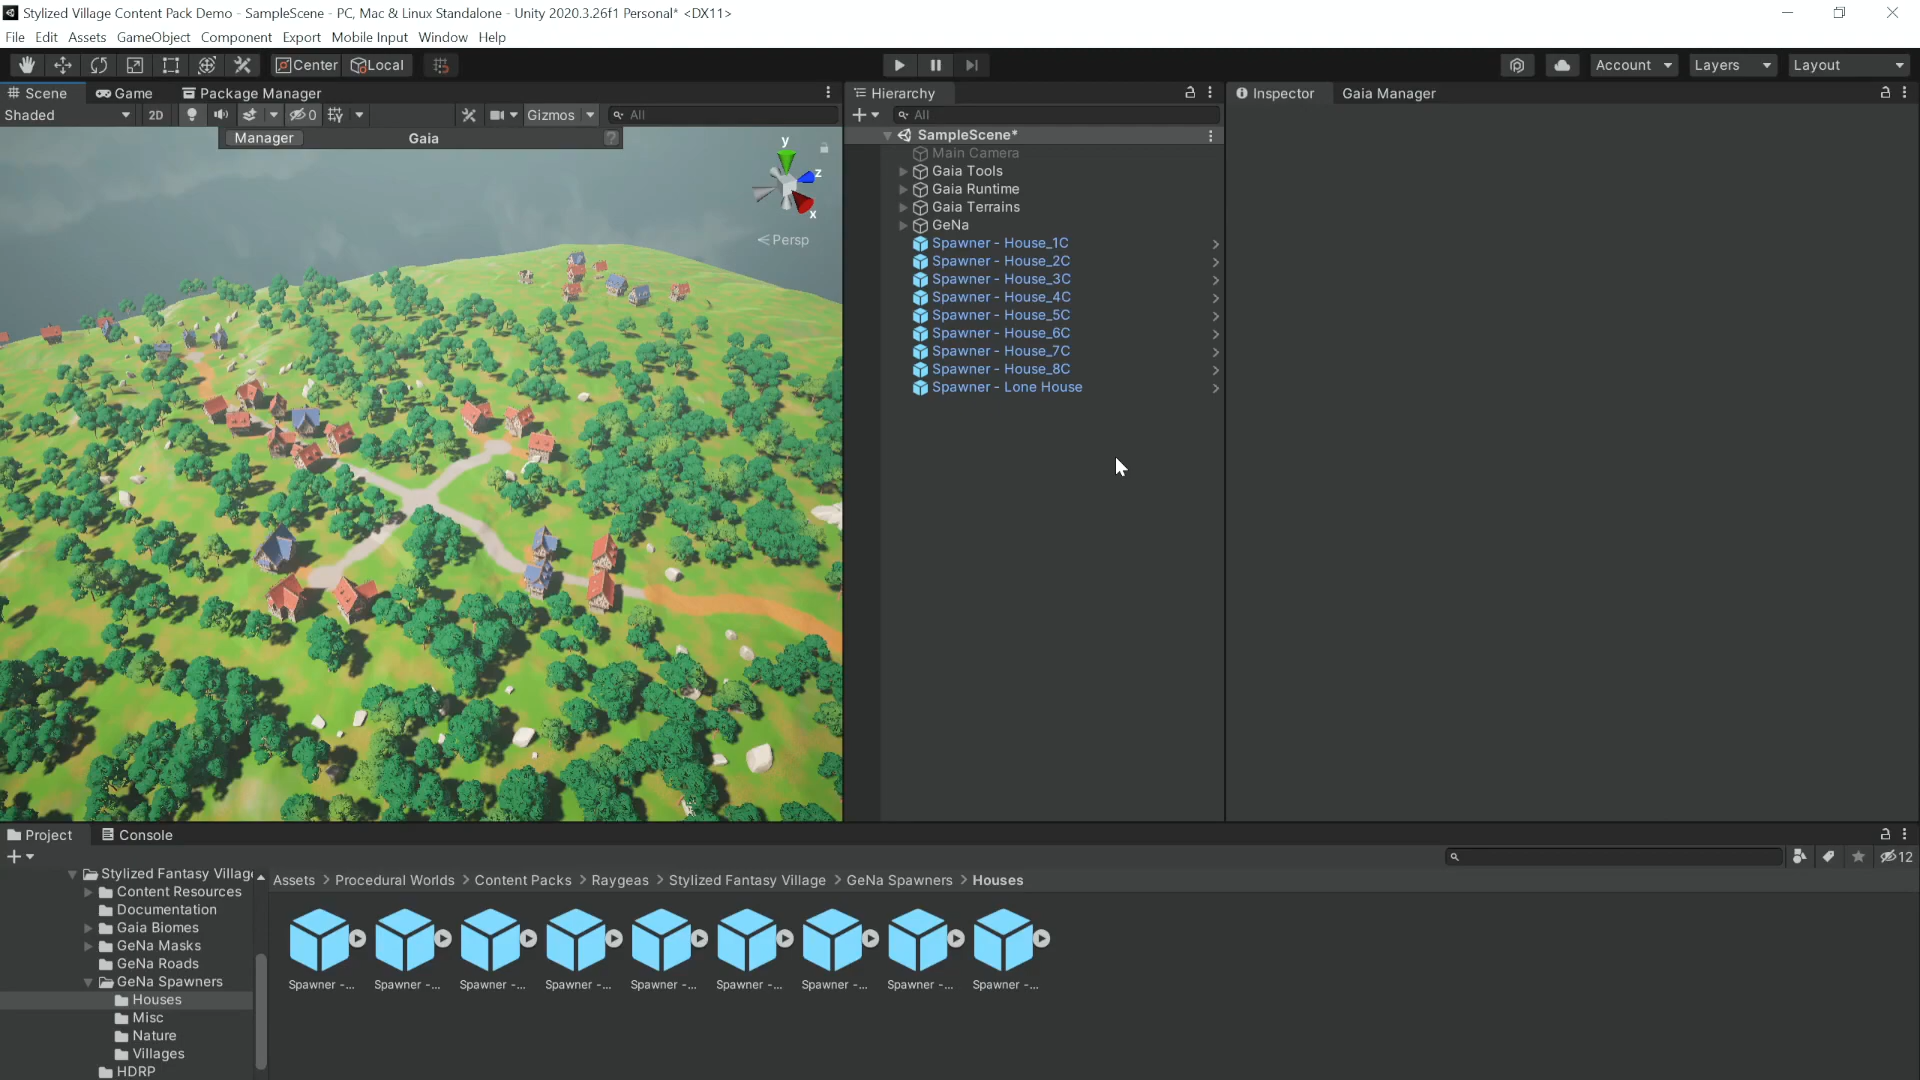 Stylized Village Content Pack Demo - SampleScene - PC, Mac & Linux Standalone - Unity 2020.3.26f1 Personal* <DX11>
File Edit Assets GameObject Component Export Mobile Input Window Help
Center Local Account Layers Layout
Scene Game Package Manager
Shaded 2D 0 Gizmos All
Manager Gaia ?
y
z
x
Persp
Hierarchy
All
SampleScene*
Main Camera
Gaia Tools
Gaia Runtime
Gaia Terrains
GeNa
Spawner - House_1C
Spawner - House_2C
Spawner - House_3C
Spawner - House_4C
Spawner - House_5C
Spawner - House_6C
Spawner - House_7C
Spawner - House_8C
Spawner - Lone House
Inspector Gaia Manager
Project Console
12
Stylized Fantasy Village
Content Resources
Documentation
Gaia Biomes
GeNa Masks
GeNa Roads
GeNa Spawners
Houses
Misc
Nature
Villages
HDRP
Assets > Procedural Worlds > Content Packs > Raygeas > Stylized Fantasy Village > GeNa Spawners > Houses
Spawner -... Spawner -... Spawner -... Spawner -... Spawner -... Spawner -... Spawner -... Spawner -... Spawner -...